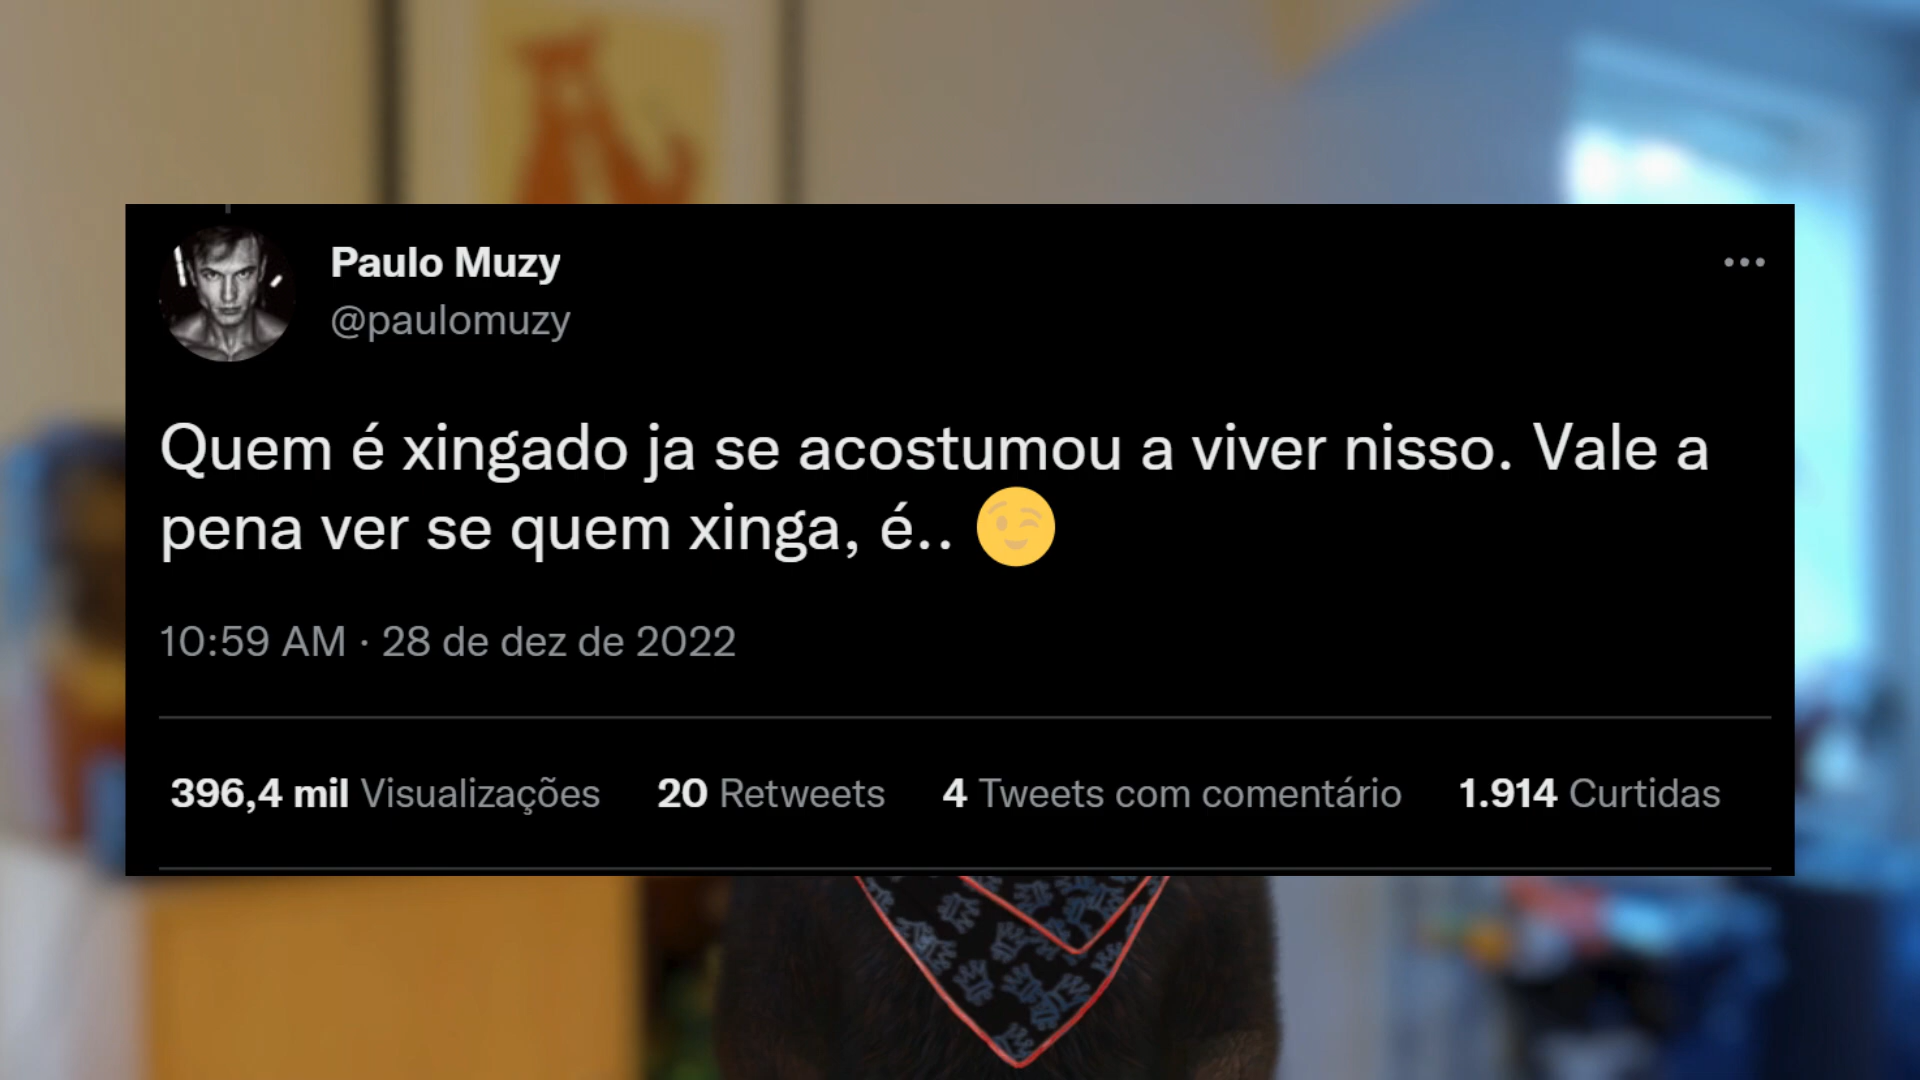 Paulo Muzy
@paulomuzy
Quem é xingado ja se acostumou a viver nisso. Vale a
pena ver se quem xinga, é.. 😉
10:59 AM · 28 de dez de 2022
396,4 mil Visualizações 20 Retweets 4 Tweets com comentário 1.914 Curtidas